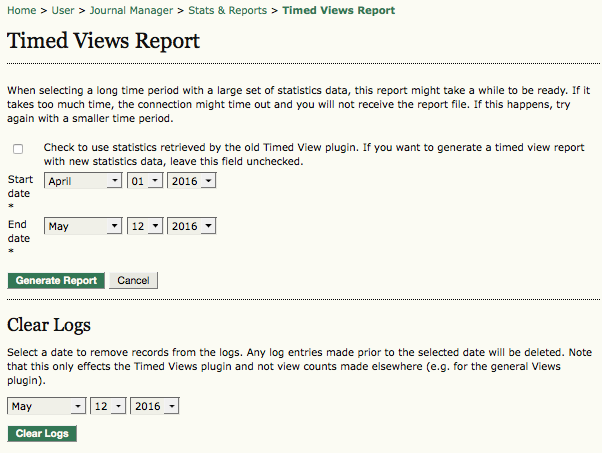 Home > User > Journal Manager > Stats & Reports > Timed Views Report
Timed Views Report
When selecting a long time period with a large set of statistics data, this report might take a while to be ready. If it
takes too much time, the connection might time out and you will not receive the report file. If this happens, try
again with a smaller time period.
Check to use statistics retrieved by the old Timed View plugin. If you want to generate a timed view report
with new statistics data, leave this field unchecked.
Start
date
*
April 01 2016
End
date
*
May 12 2016
Generate Report Cancel
Clear Logs
Select a date to remove records from the logs. Any log entries made prior to the selected date will be deleted. Note
that this only effects the Timed Views plugin and not view counts made elsewhere (e.g. for the general Views
plugin).
May 12 2016
Clear Logs